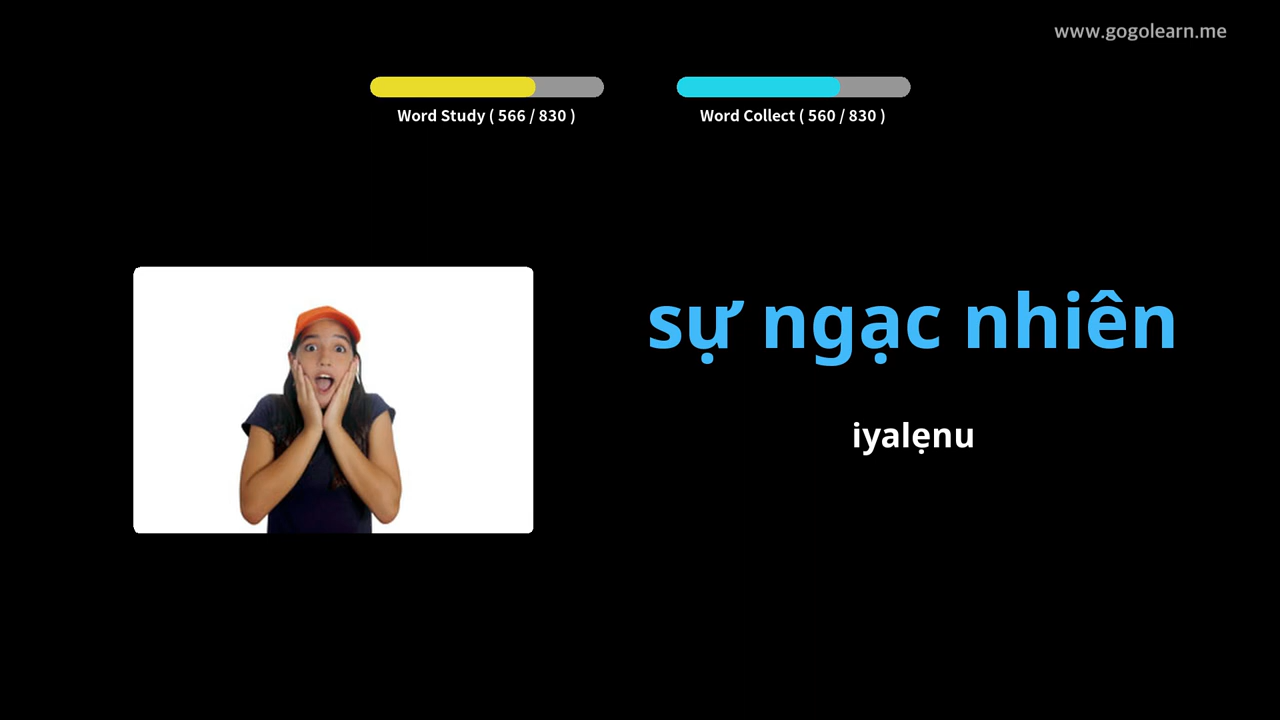 www.gogolearn.me
Word Study ( 566 / 830 )
Word Collect ( 560 / 830 )
sự ngạc nhiên
iyalẹnu